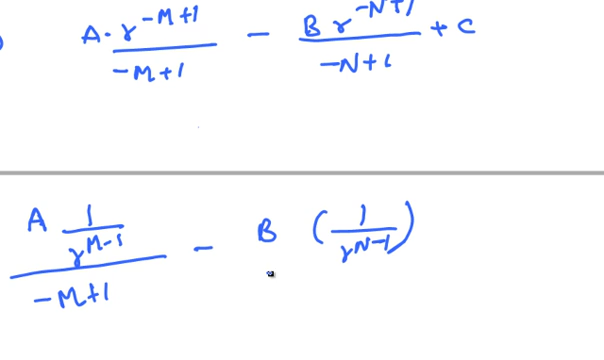 ) A · r^{-M+1} / -M+1 - B r^{-N+1} / -N+1 + C
A 1 / r^{M-1} / -M+1 - B ( 1 / r^{N-1} )